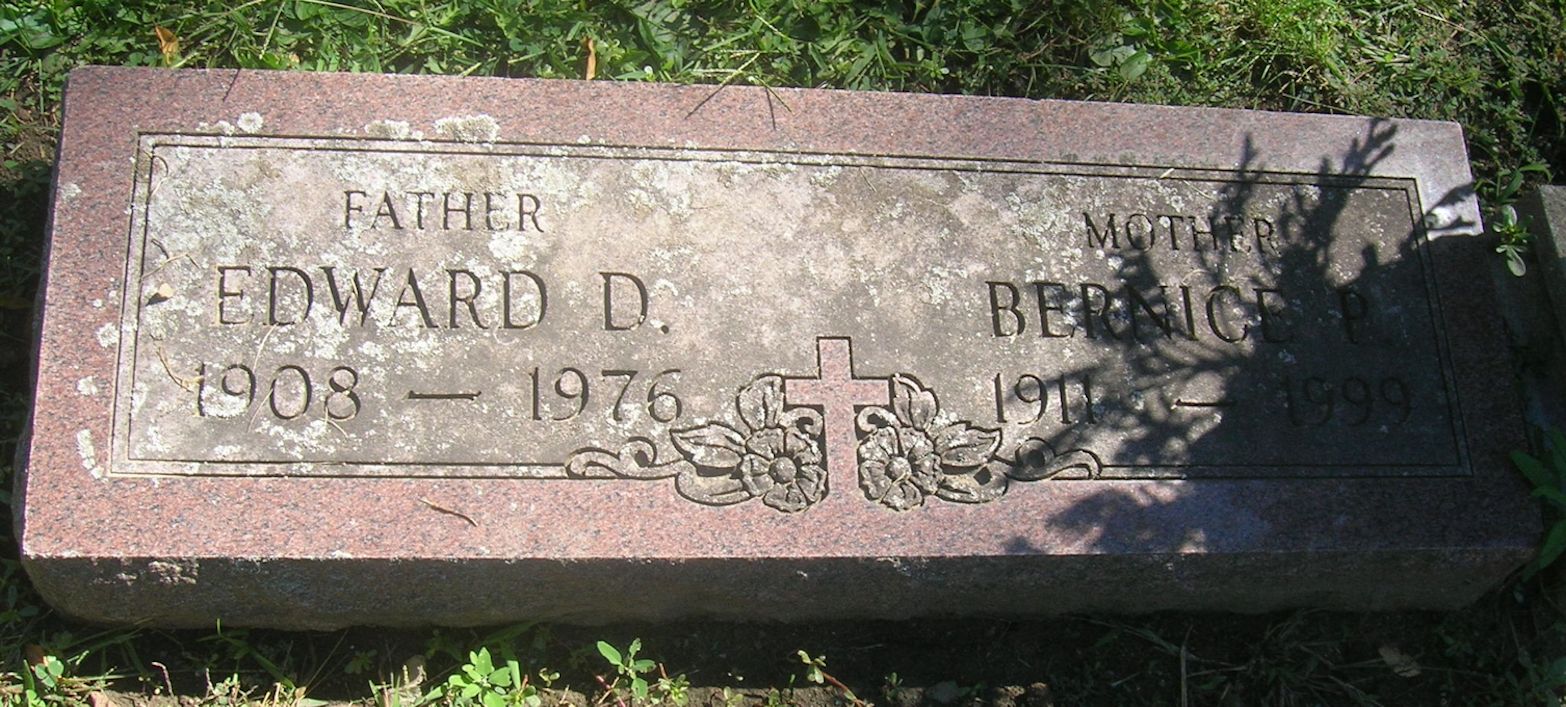 FATHER
EDWARD D.
1908 — 1976
MOTHER
BERNICE P.
1911 — 1999